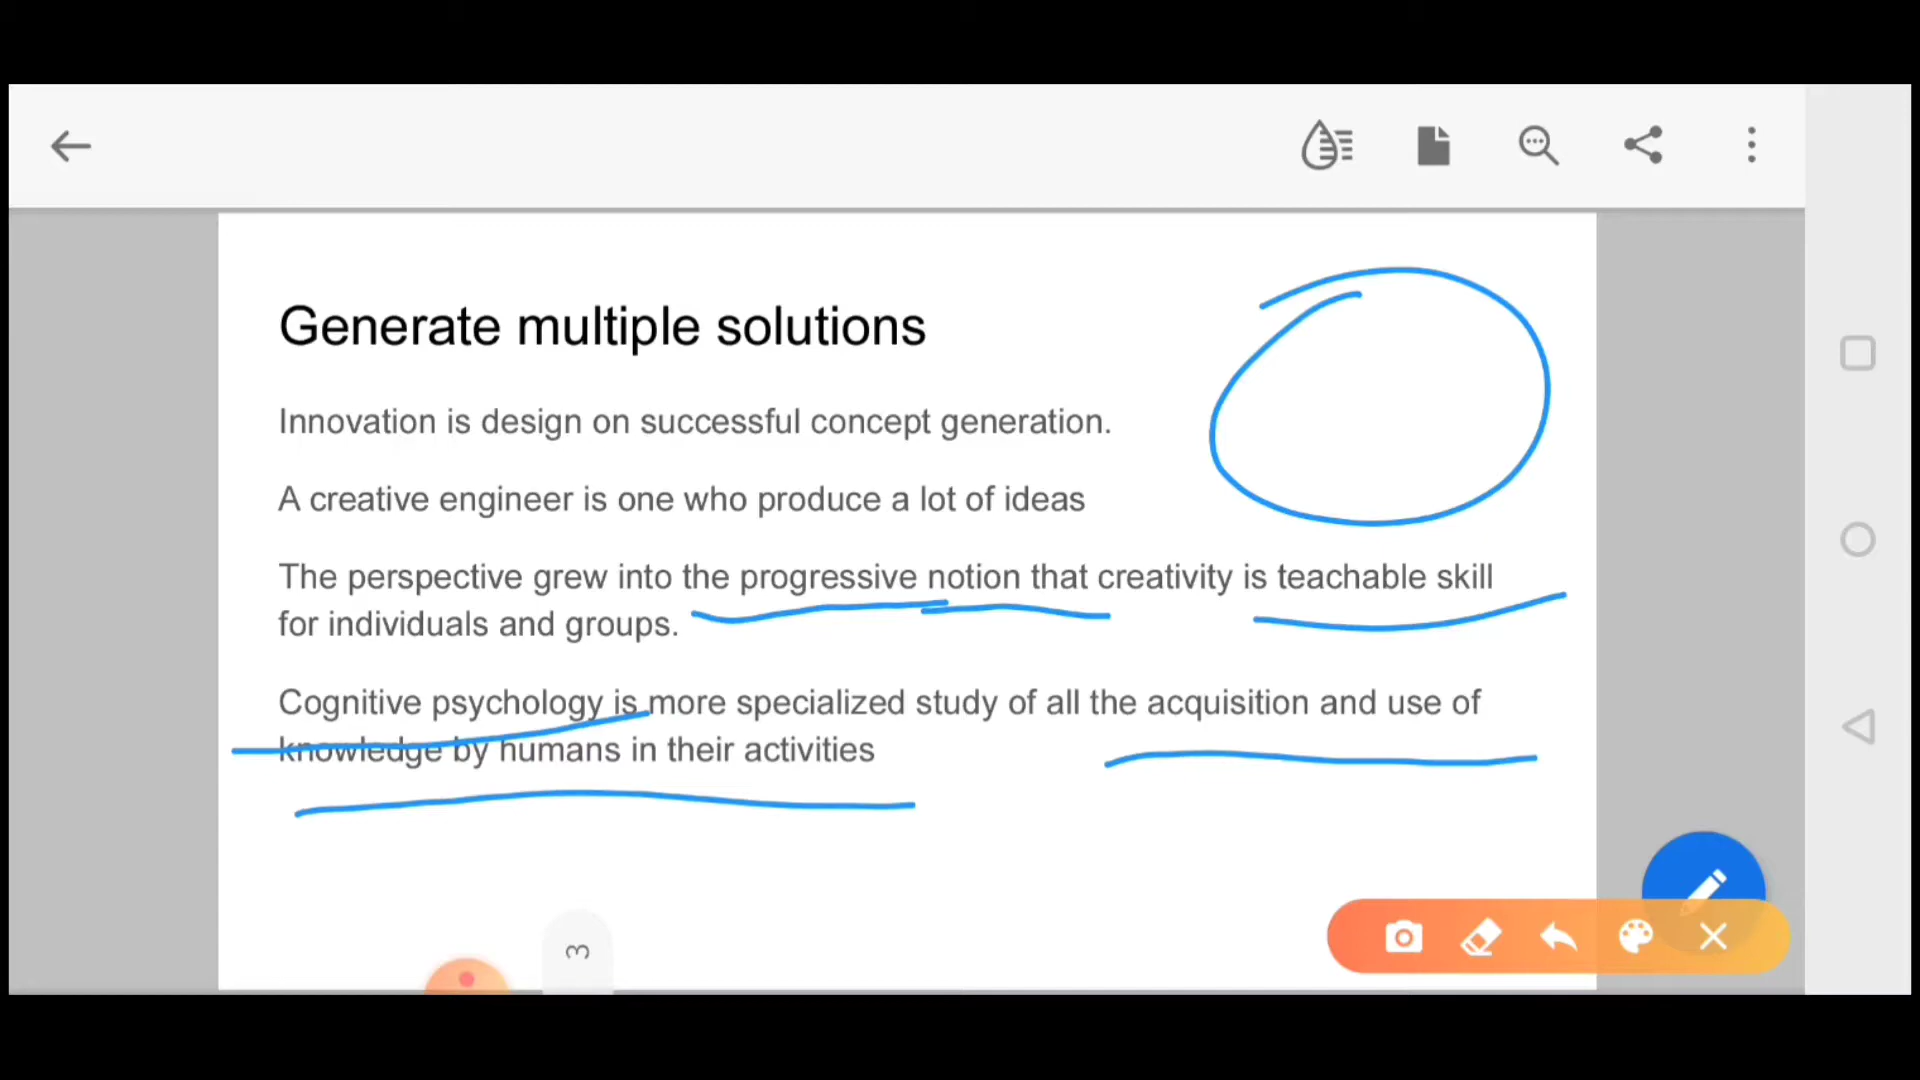 Generate multiple solutions
Innovation is design on successful concept generation.
A creative engineer is one who produce a lot of ideas
The perspective grew into the progressive notion that creativity is teachable skill
for individuals and groups.
Cognitive psychology is more specialized study of all the acquisition and use of
knowledge by humans in their activities
3